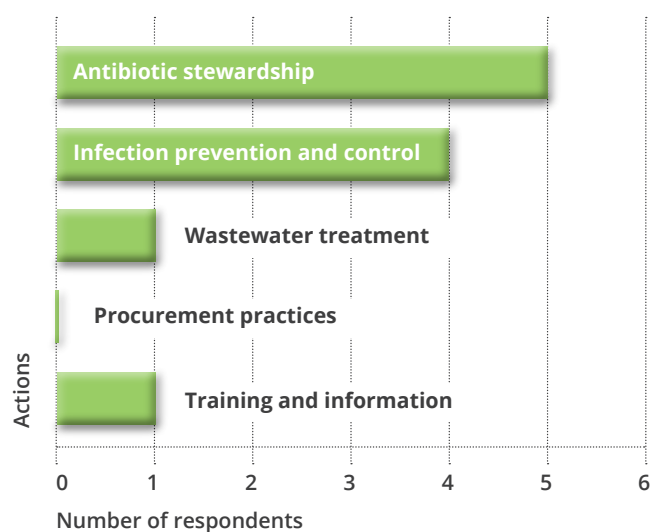 Antibiotic stewardship
Infection prevention and control
Wastewater treatment
Procurement practices
Training and information
Actions
0 1 2 3 4 5 6
Number of respondents